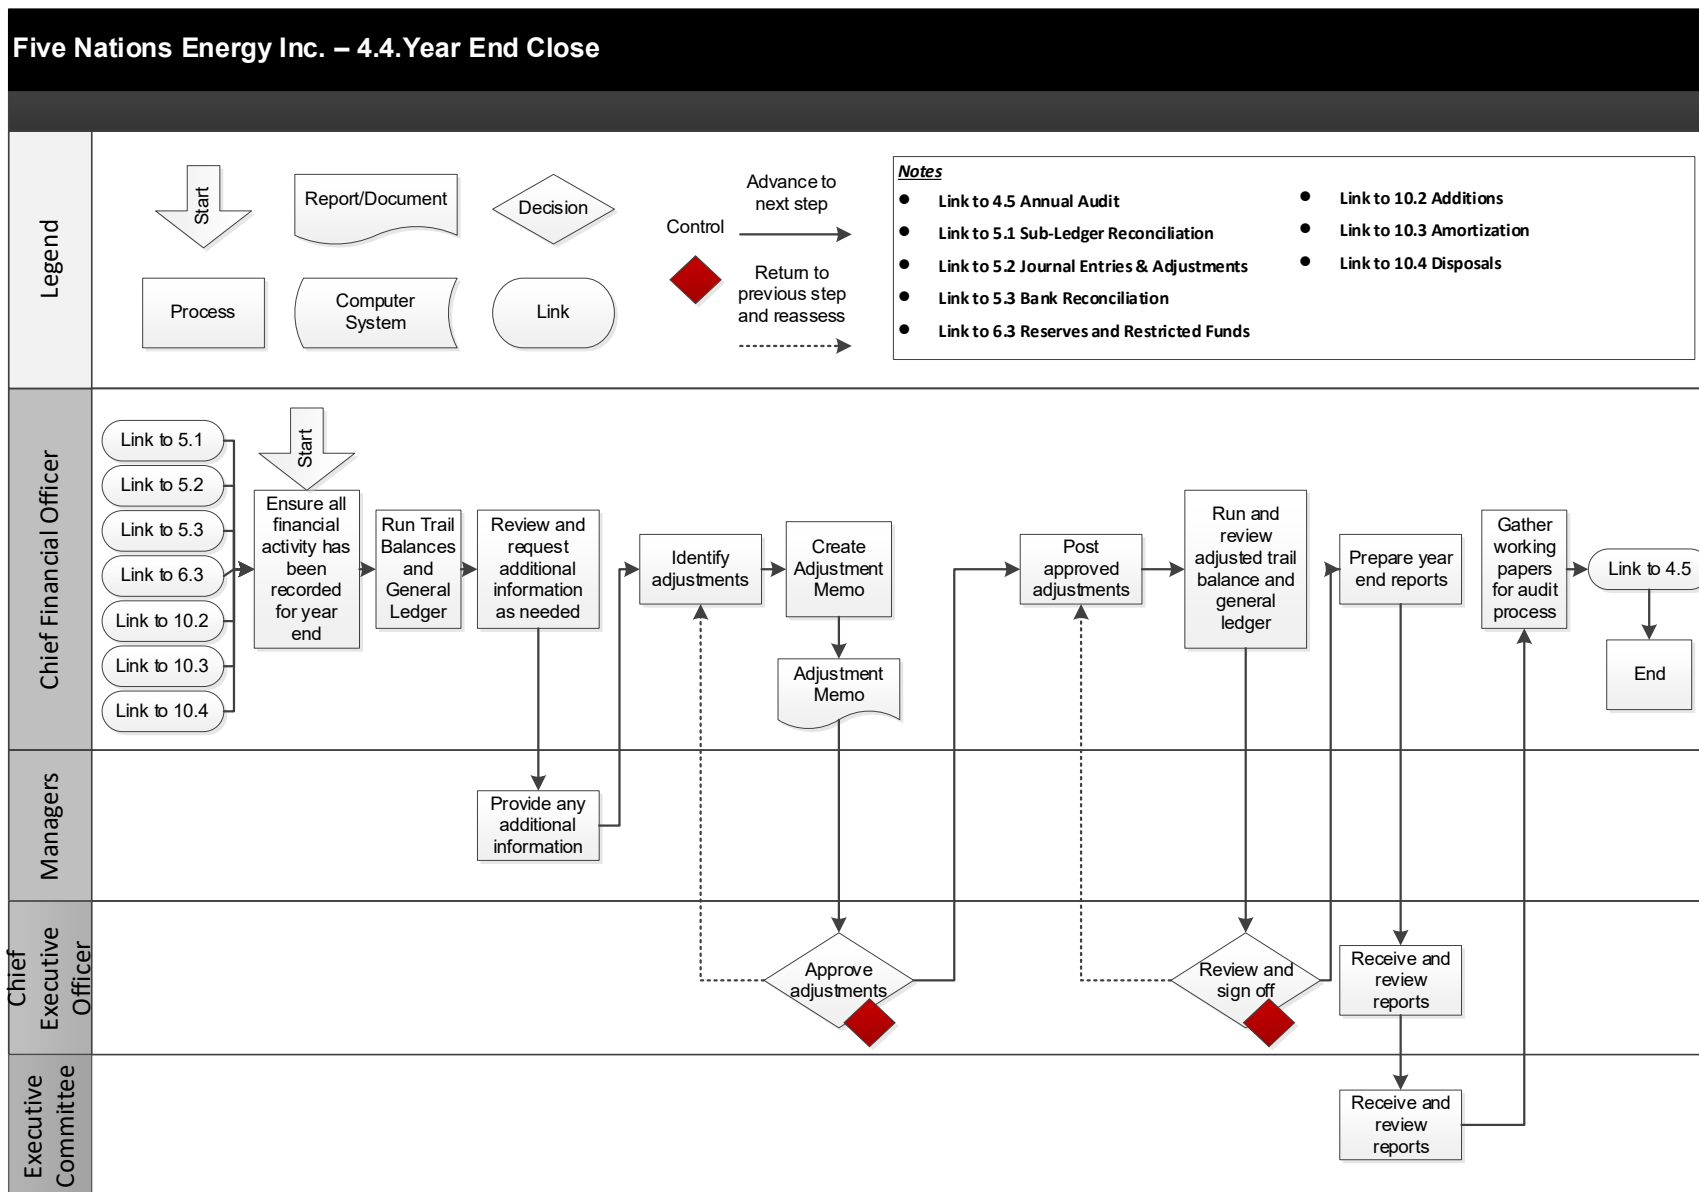 Five Nations Energy Inc. – 4.4.Year End Close
Legend
Start
Report/Document
Decision
Process
Computer
System
Link
Control
Advance to
next step
Return to
previous step
and reassess
Notes
Link to 4.5 Annual Audit
Link to 5.1 Sub-Ledger Reconciliation
Link to 5.2 Journal Entries & Adjustments
Link to 5.3 Bank Reconciliation
Link to 6.3 Reserves and Restricted Funds
Link to 10.2 Additions
Link to 10.3 Amortization
Link to 10.4 Disposals
Chief Financial Officer
Link to 5.1
Link to 5.2
Link to 5.3
Link to 6.3
Link to 10.2
Link to 10.3
Link to 10.4
Start
Ensure all
financial
activity has
been
recorded
for year
end
Run Trail
Balances
and
General
Ledger
Review and
request
additional
information
as needed
Identify
adjustments
Create
Adjustment
Memo
Adjustment
Memo
Post
approved
adjustments
Run and
review
adjusted trail
balance and
general
ledger
Prepare year
end reports
Gather
working
papers
for audit
process
Link to 4.5
End
Managers
Provide any
additional
information
Chief
Executive
Officer
Approve
adjustments
Review and
sign off
Receive and
review
reports
Executive
Committee
Receive and
review
reports